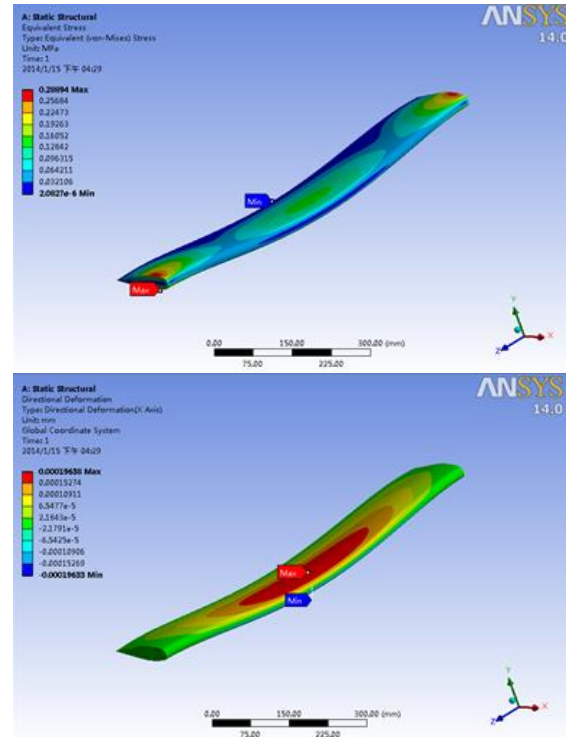 A: Static Structural
Equivalent Stress
Type: Equivalent (von-Mises) Stress
Unit: MPa
Time: 1
2014/1/15 下午 04:29
0.28894 Max
0.25684
0.22473
0.19263
0.16052
0.12842
0.096315
0.064211
0.032106
2.0827e-6 Min
ANSYS
14.0
Min
Max
Y
X
Z
0.00
150.00
300.00 (mm)
75.00
225.00
A: Static Structural
Directional Deformation
Type: Directional Deformation(X Axis)
Unit: mm
Global Coordinate System
Time: 1
2014/1/15 下午 04:29
0.00019638 Max
0.00015274
0.00010911
6.5477e-5
2.1643e-5
-2.1791e-5
-6.5425e-5
-0.00010906
-0.00015269
-0.00019633 Min
ANSYS
14.0
Max
Min
Y
X
Z
0.00
150.00
300.00 (mm)
75.00
225.00